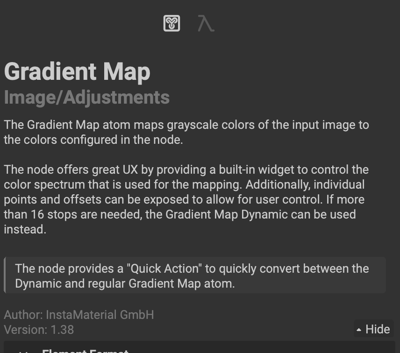 λ
Gradient Map
Image/Adjustments
The Gradient Map atom maps grayscale colors of the input image to
the colors configured in the node.
The node offers great UX by providing a built-in widget to control the
color spectrum that is used for the mapping. Additionally, individual
points and offsets can be exposed to allow for user control. If more
than 16 stops are needed, the Gradient Map Dynamic can be used
instead.
The node provides a "Quick Action" to quickly convert between the
Dynamic and regular Gradient Map atom.
Author: InstaMaterial GmbH
Version: 1.38
Hide
Element Format